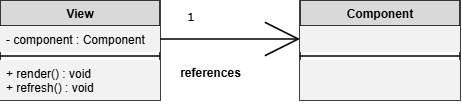 View
- component : Component
+ render() : void
+ refresh() : void
1
references
Component